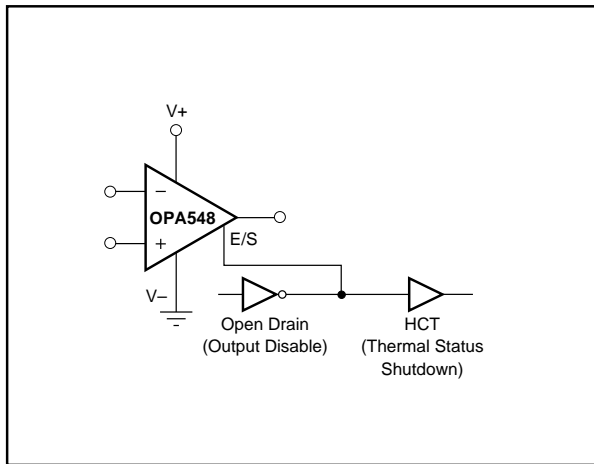 V+
−
OPA548
+
E/S
V−
Open Drain
(Output Disable)
HCT
(Thermal Status
Shutdown)